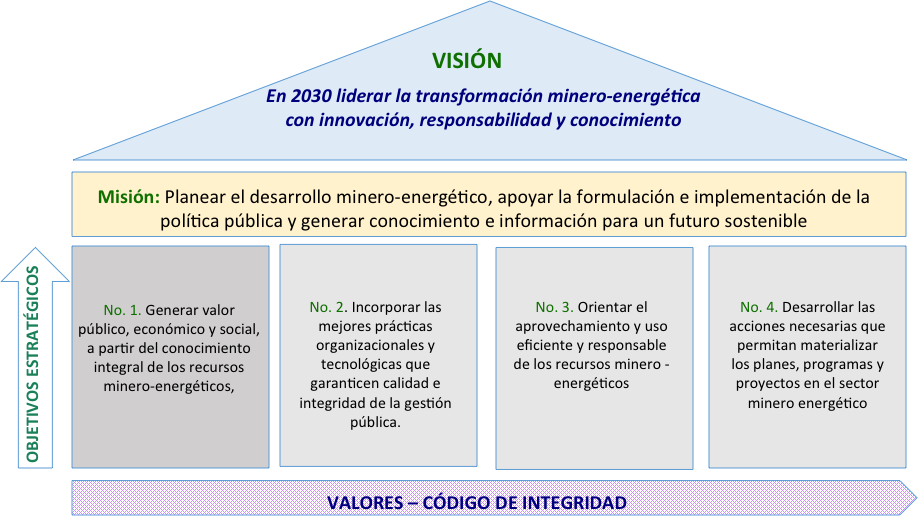 VISIÓN
En 2030 liderar la transformación minero-energética
con innovación, responsabilidad y conocimiento
Misión: Planear el desarrollo minero-energético, apoyar la formulación e implementación de la
política pública y generar conocimiento e información para un futuro sostenible
OBJETIVOS ESTRATÉGICOS
No. 1. Generar valor
público, económico y social,
a partir del conocimiento
integral de los recursos
minero-energéticos,
No. 2. Incorporar las
mejores prácticas
organizacionales y
tecnológicas que
garanticen calidad e
integridad de la gestión
pública.
No. 3. Orientar el
aprovechamiento y uso
eficiente y responsable
de los recursos minero -
energéticos
No. 4. Desarrollar las
acciones necesarias que
permitan materializar
los planes, programas y
proyectos en el sector
minero energético
VALORES – CÓDIGO DE INTEGRIDAD